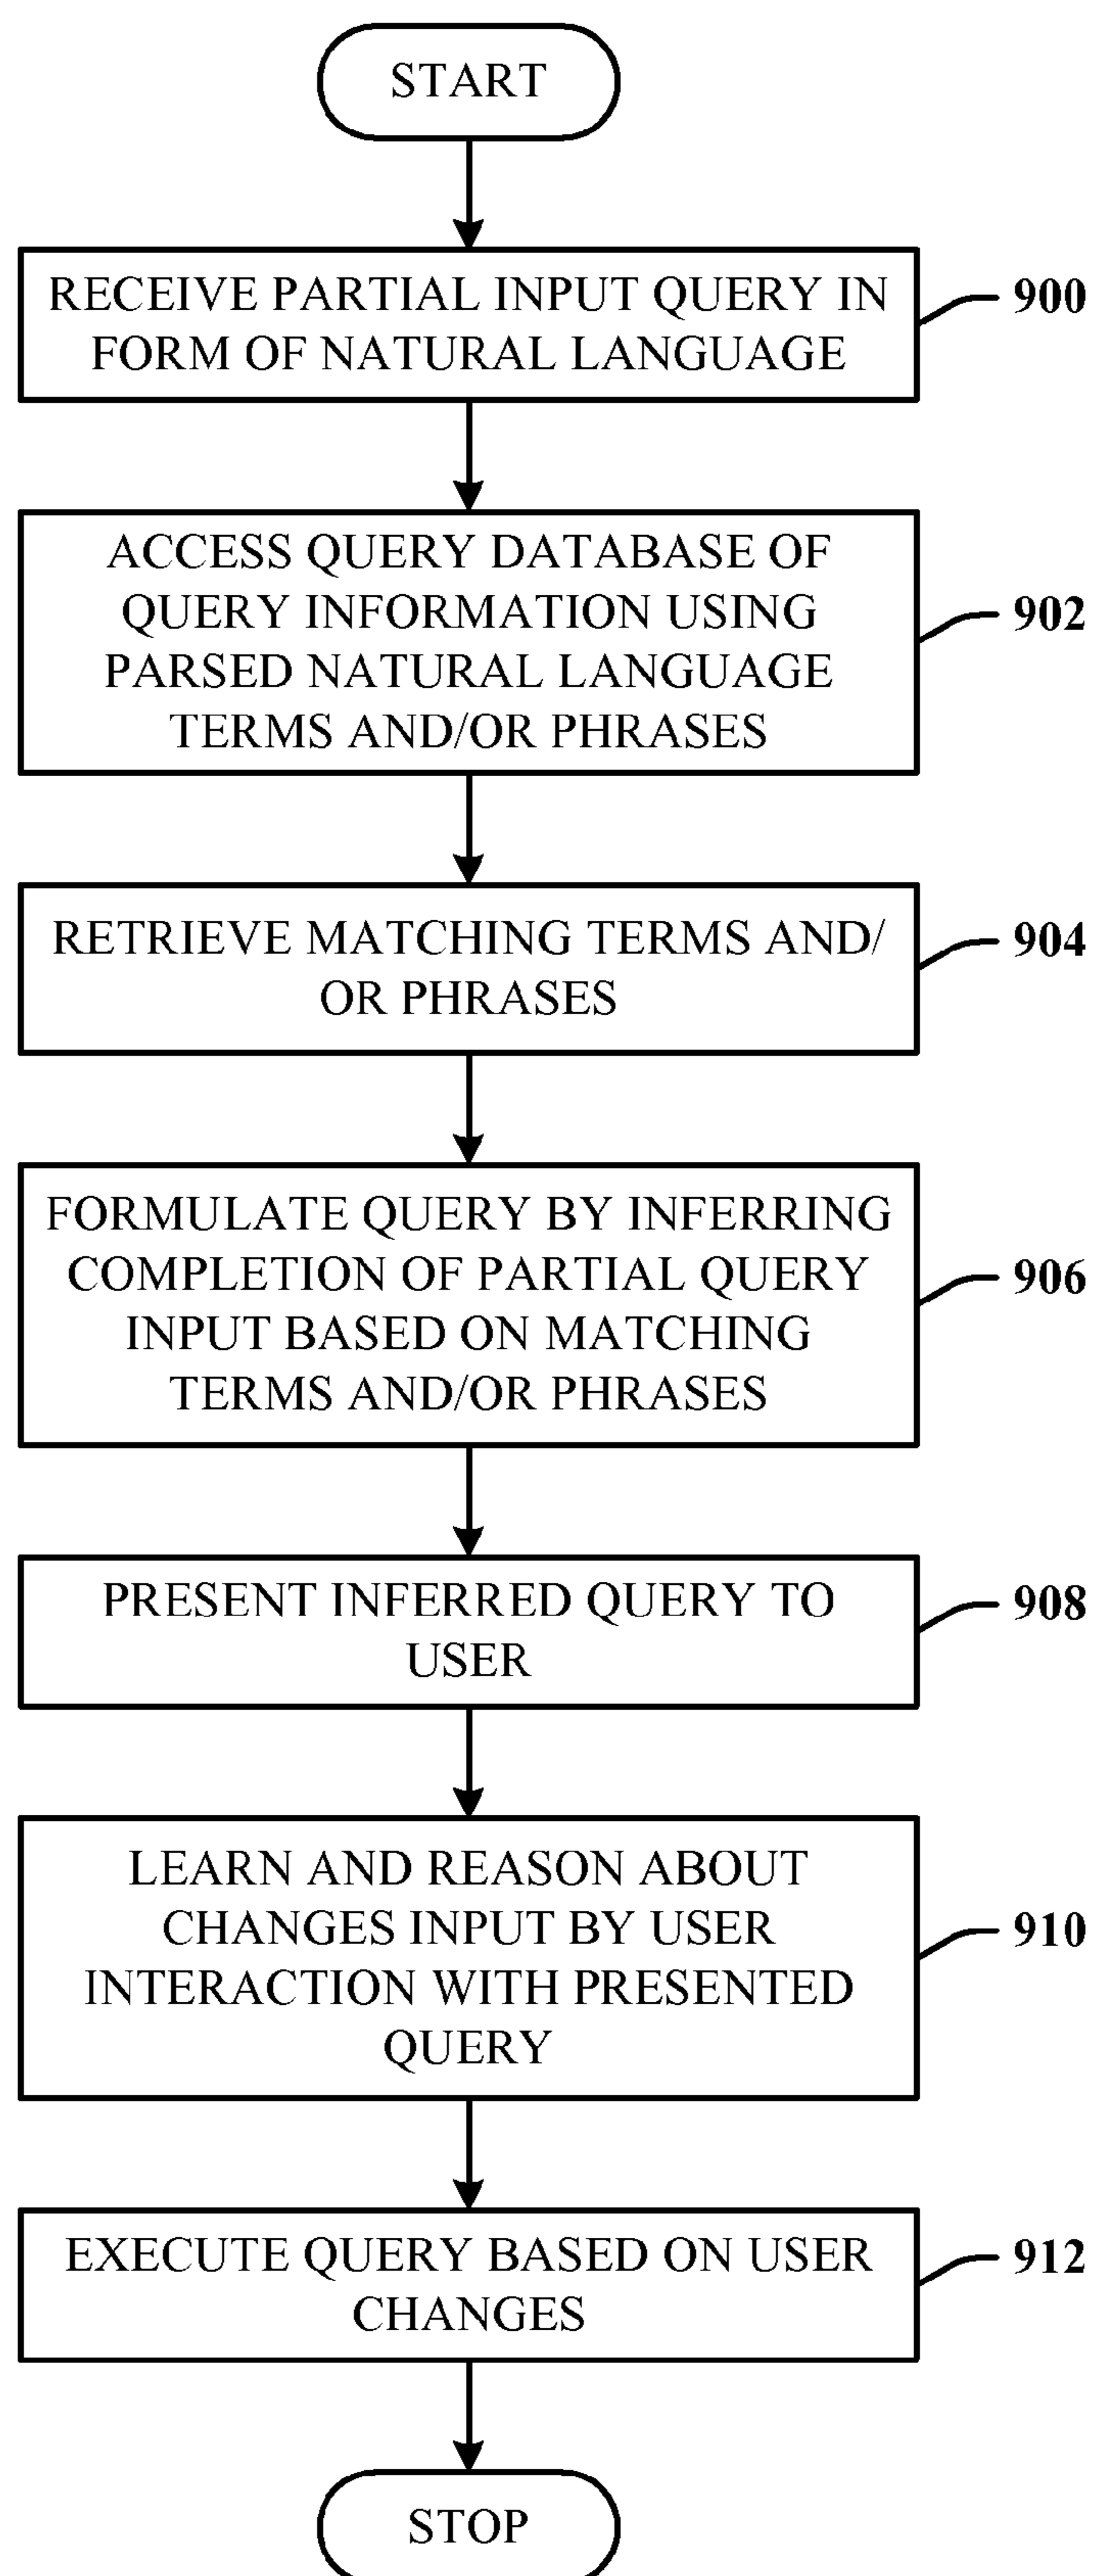 START
RECEIVE PARTIAL INPUT QUERY IN
FORM OF NATURAL LANGUAGE
900
ACCESS QUERY DATABASE OF
QUERY INFORMATION USING
PARSED NATURAL LANGUAGE
TERMS AND/OR PHRASES
902
RETRIEVE MATCHING TERMS AND/
OR PHRASES
904
FORMULATE QUERY BY INFERRING
COMPLETION OF PARTIAL QUERY
INPUT BASED ON MATCHING
TERMS AND/OR PHRASES
906
PRESENT INFERRED QUERY TO
USER
908
LEARN AND REASON ABOUT
CHANGES INPUT BY USER
INTERACTION WITH PRESENTED
QUERY
910
EXECUTE QUERY BASED ON USER
CHANGES
912
STOP